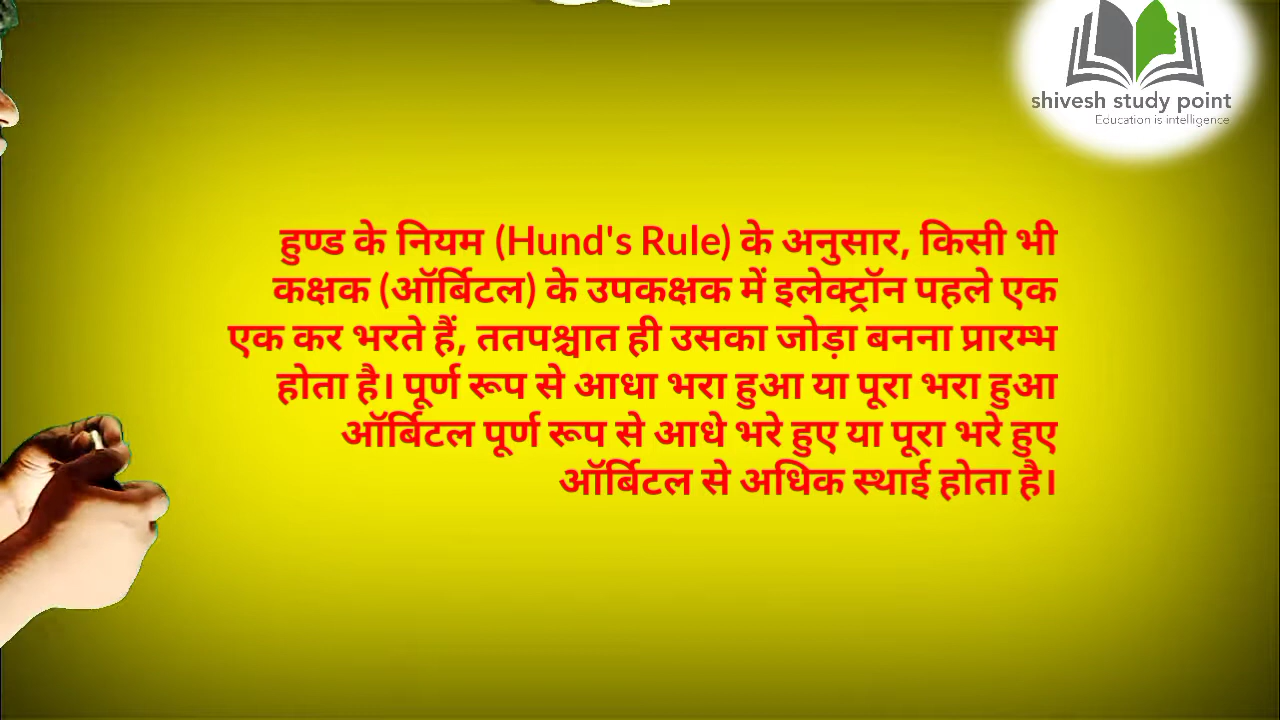 shivesh study point
Education is intelligence
हुण्ड के नियम (Hund's Rule) के अनुसार, किसी भी
कक्षक (ऑर्बिटल) के उपकक्षक में इलेक्ट्रॉन पहले एक
एक कर भरते हैं, ततपश्चात ही उसका जोड़ा बनना प्रारम्भ
होता है। पूर्ण रूप से आधा भरा हुआ या पूरा भरा हुआ
ऑर्बिटल पूर्ण रूप से आधे भरे हुए या पूरा भरे हुए
ऑर्बिटल से अधिक स्थाई होता है।